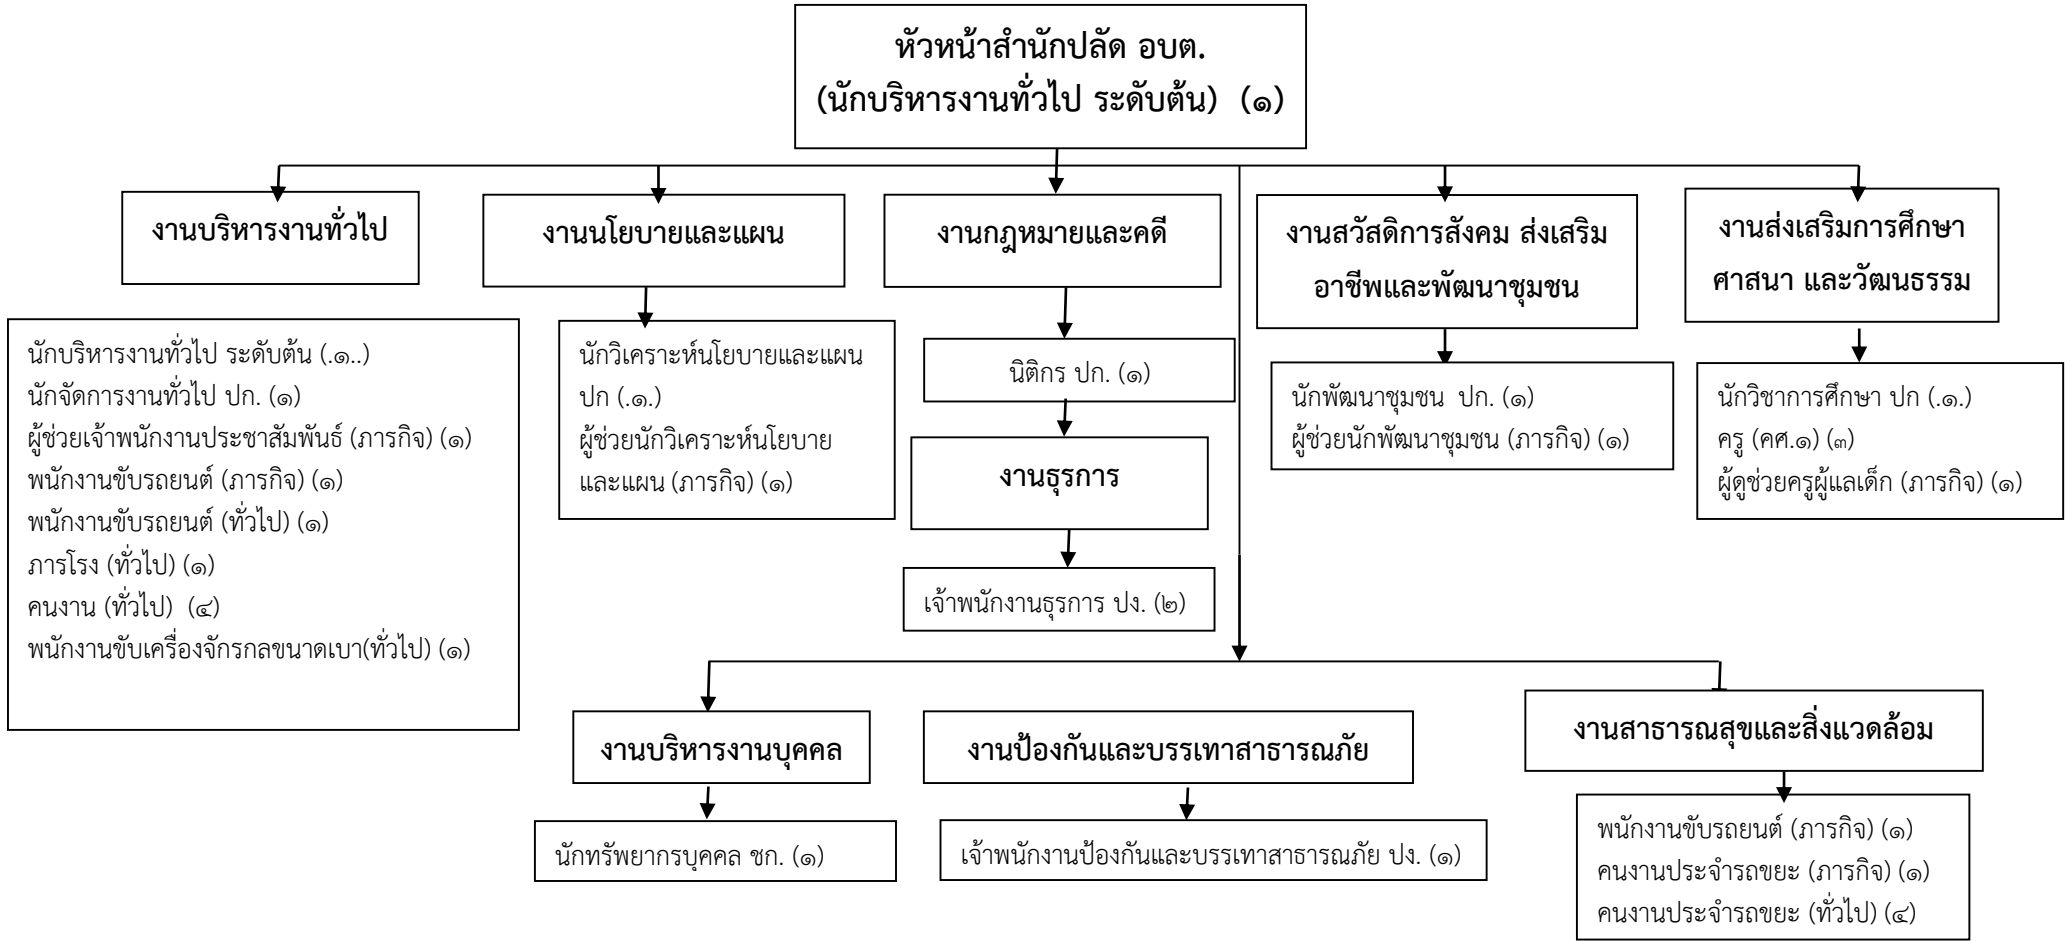 หัวหน้าสำนักปลัด อบต.
(นักบริหารงานทั่วไป ระดับต้น) (๑)
งานบริหารงานทั่วไป
นักบริหารงานทั่วไป ระดับต้น (.๑..)
นักจัดการงานทั่วไป ปก. (๑)
ผู้ช่วยเจ้าพนักงานประชาสัมพันธ์ (ภารกิจ) (๑)
พนักงานขับรถยนต์ (ภารกิจ) (๑)
พนักงานขับรถยนต์ (ทั่วไป) (๑)
ภารโรง (ทั่วไป) (๑)
คนงาน (ทั่วไป) (๔)
พนักงานขับเครื่องจักรกลขนาดเบา(ทั่วไป) (๑)
งานนโยบายและแผน
นักวิเคราะห์นโยบายและแผน
ปก (.๑.)
ผู้ช่วยนักวิเคราะห์นโยบาย
และแผน (ภารกิจ) (๑)
งานกฎหมายและคดี
นิติกร ปก. (๑)
งานธุรการ
เจ้าพนักงานธุรการ ปง. (๒)
งานสวัสดิการสังคม ส่งเสริม
อาชีพและพัฒนาชุมชน
นักพัฒนาชุมชน ปก. (๑)
ผู้ช่วยนักพัฒนาชุมชน (ภารกิจ) (๑)
งานส่งเสริมการศึกษา
ศาสนา และวัฒนธรรม
นักวิชาการศึกษา ปก (.๑.)
ครู (คศ.๑) (๓)
ผู้ดูช่วยครูผู้แลเด็ก (ภารกิจ) (๑)
งานบริหารงานบุคคล
นักทรัพยากรบุคคล ชก. (๑)
งานป้องกันและบรรเทาสาธารณภัย
เจ้าพนักงานป้องกันและบรรเทาสาธารณภัย ปง. (๑)
งานสาธารณสุขและสิ่งแวดล้อม
พนักงานขับรถยนต์ (ภารกิจ) (๑)
คนงานประจำรถขยะ (ภารกิจ) (๑)
คนงานประจำรถขยะ (ทั่วไป) (๔)